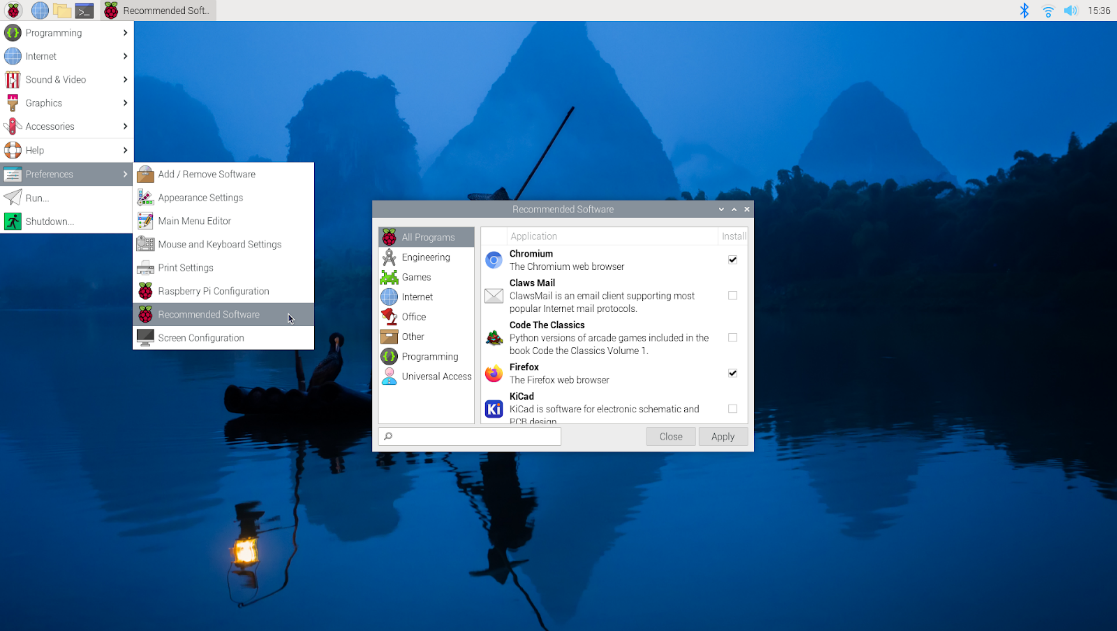 Recommended Soft..
15:36
Programming
Internet
Sound & Video
Graphics
Accessories
Help
Preferences
Run...
Shutdown...
Add / Remove Software
Appearance Settings
Main Menu Editor
Mouse and Keyboard Settings
Print Settings
Raspberry Pi Configuration
Recommended Software
Screen Configuration
Recommended Software
All Programs
Engineering
Games
Internet
Office
Other
Programming
Universal Access
Application
Install
Chromium
The Chromium web browser
Claws Mail
ClawsMail is an email client supporting most
popular Internet mail protocols.
Code The Classics
Python versions of arcade games included in the
book Code the Classics Volume 1.
Firefox
The Firefox web browser
Ki
KiCad
KiCad is software for electronic schematic and
PCB design
Close
Apply